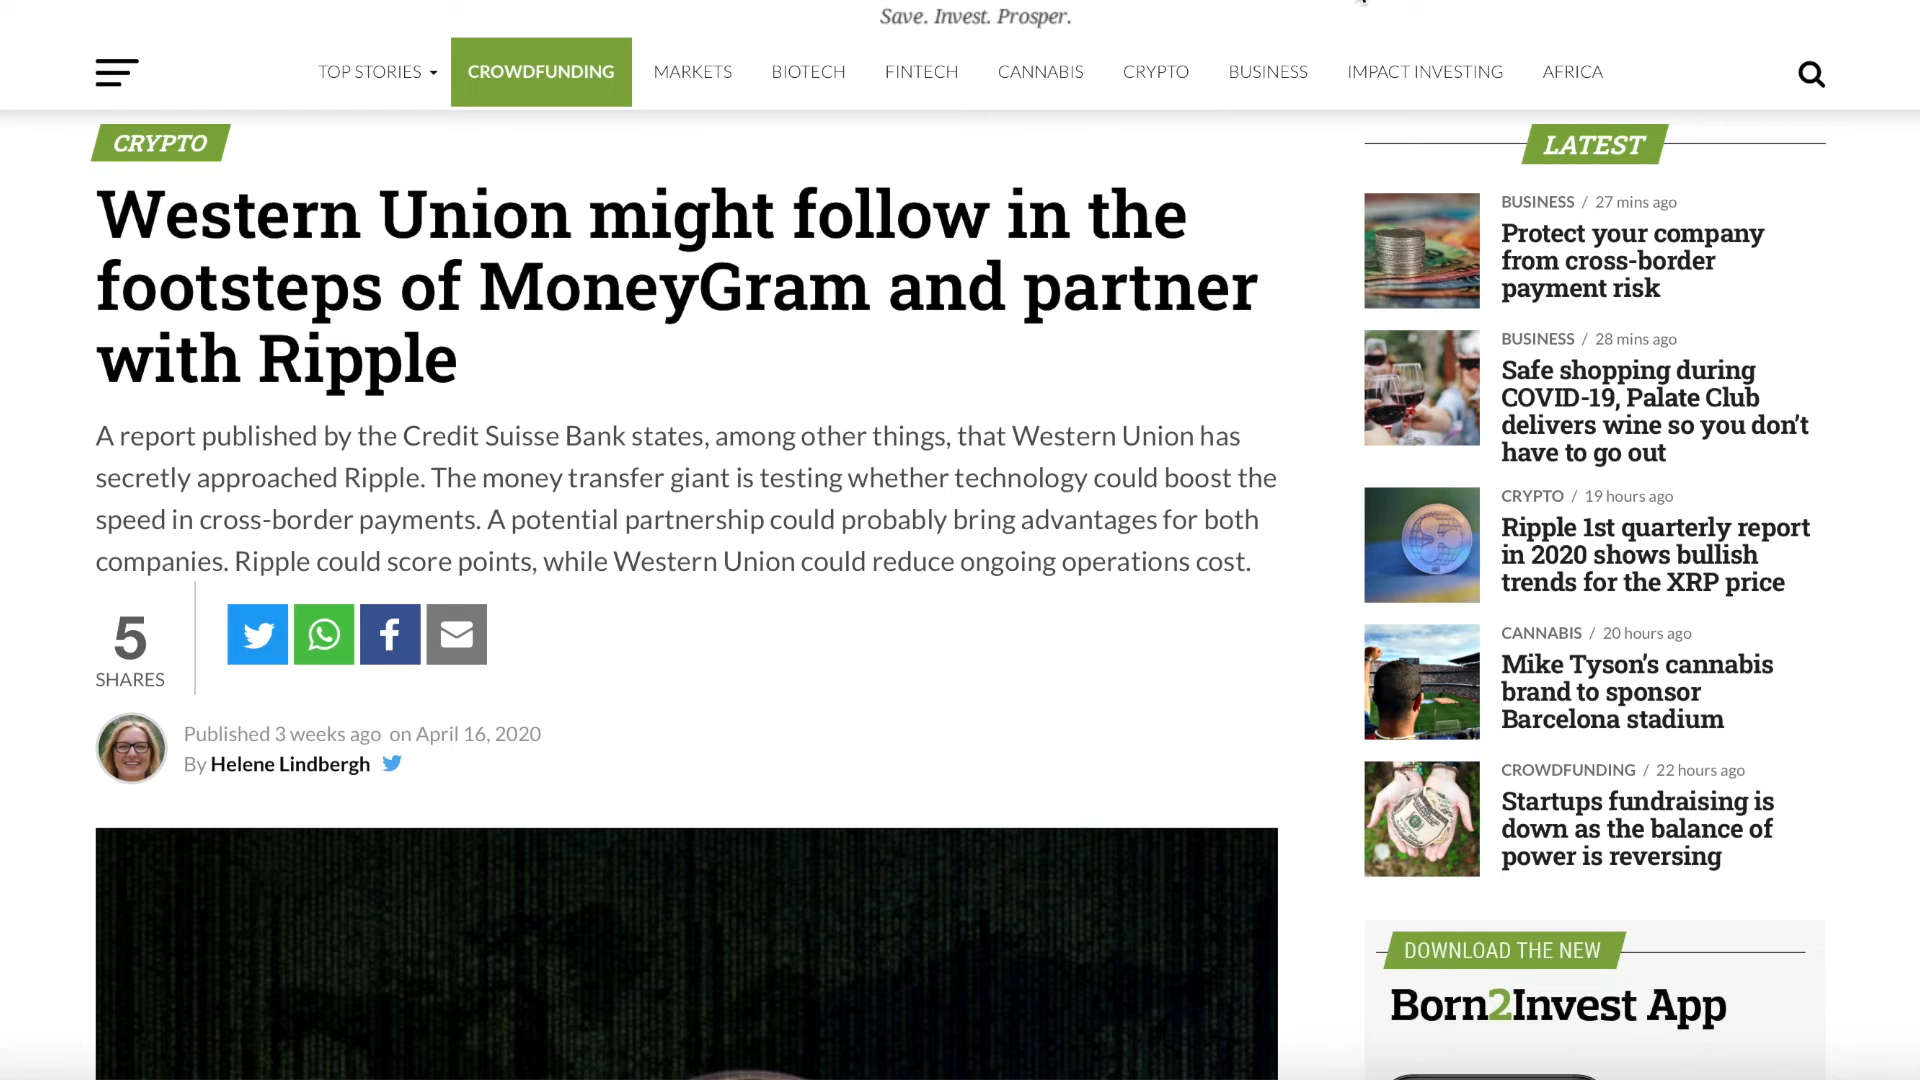 Save. Invest. Prosper.
TOP STORIES
CROWDFUNDING
MARKETS
BIOTECH
FINTECH
CANNABIS
CRYPTO
BUSINESS
IMPACT INVESTING
AFRICA
CRYPTO
Western Union might follow in the
footsteps of MoneyGram and partner
with Ripple
A report published by the Credit Suisse Bank states, among other things, that Western Union has
secretly approached Ripple. The money transfer giant is testing whether technology could boost the
speed in cross-border payments. A potential partnership could probably bring advantages for both
companies. Ripple could score points, while Western Union could reduce ongoing operations cost.
5
SHARES
Published 3 weeks ago on April 16, 2020
By Helene Lindbergh
LATEST
BUSINESS / 27 mins ago
Protect your company
from cross-border
payment risk
BUSINESS / 28 mins ago
Safe shopping during
COVID-19, Palate Club
delivers wine so you don’t
have to go out
CRYPTO / 19 hours ago
Ripple 1st quarterly report
in 2020 shows bullish
trends for the XRP price
CANNABIS / 20 hours ago
Mike Tyson’s cannabis
brand to sponsor
Barcelona stadium
CROWDFUNDING / 22 hours ago
Startups fundraising is
down as the balance of
power is reversing
DOWNLOAD THE NEW
Born2Invest App